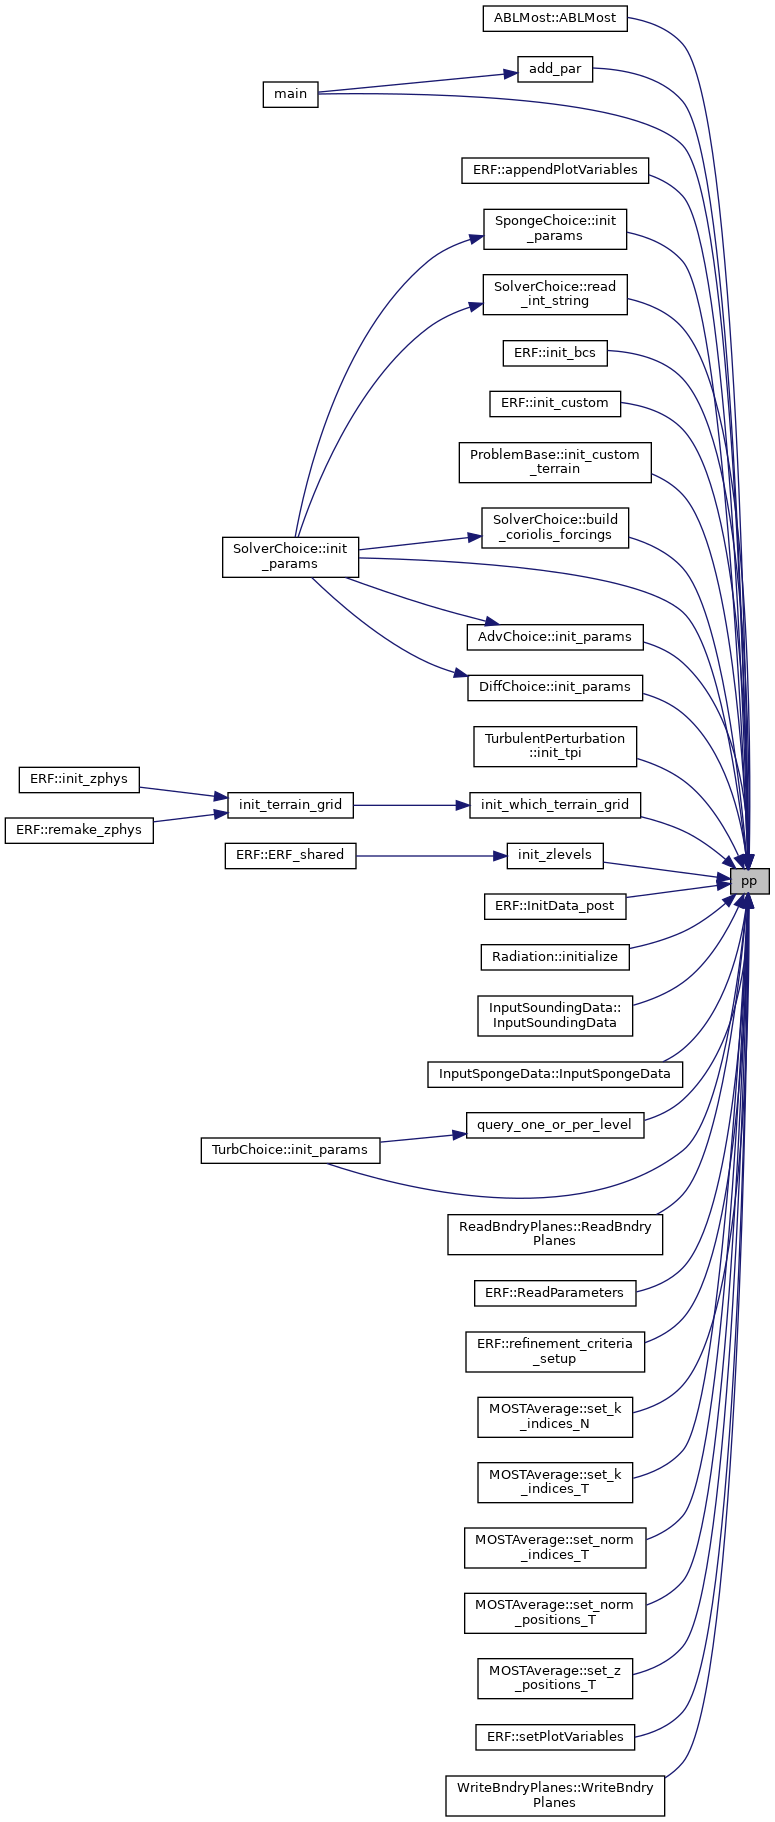 ABLMost::ABLMost
add_par
main
ERF::appendPlotVariables
SpongeChoice::init
_params
SolverChoice::read
_int_string
ERF::init_bcs
ERF::init_custom
ProblemBase::init_custom
_terrain
SolverChoice::build
_coriolis_forcings
SolverChoice::init
_params
AdvChoice::init_params
DiffChoice::init_params
TurbulentPerturbation
::init_tpi
ERF::init_zphys
init_terrain_grid
init_which_terrain_grid
ERF::remake_zphys
ERF::ERF_shared
init_zlevels
pp
ERF::InitData_post
Radiation::initialize
InputSoundingData::
InputSoundingData
InputSpongeData::InputSpongeData
query_one_or_per_level
TurbChoice::init_params
ReadBndryPlanes::ReadBndry
Planes
ERF::ReadParameters
ERF::refinement_criteria
_setup
MOSTAverage::set_k
_indices_N
MOSTAverage::set_k
_indices_T
MOSTAverage::set_norm
_indices_T
MOSTAverage::set_norm
_positions_T
MOSTAverage::set_z
_positions_T
ERF::setPlotVariables
WriteBndryPlanes::WriteBndry
Planes